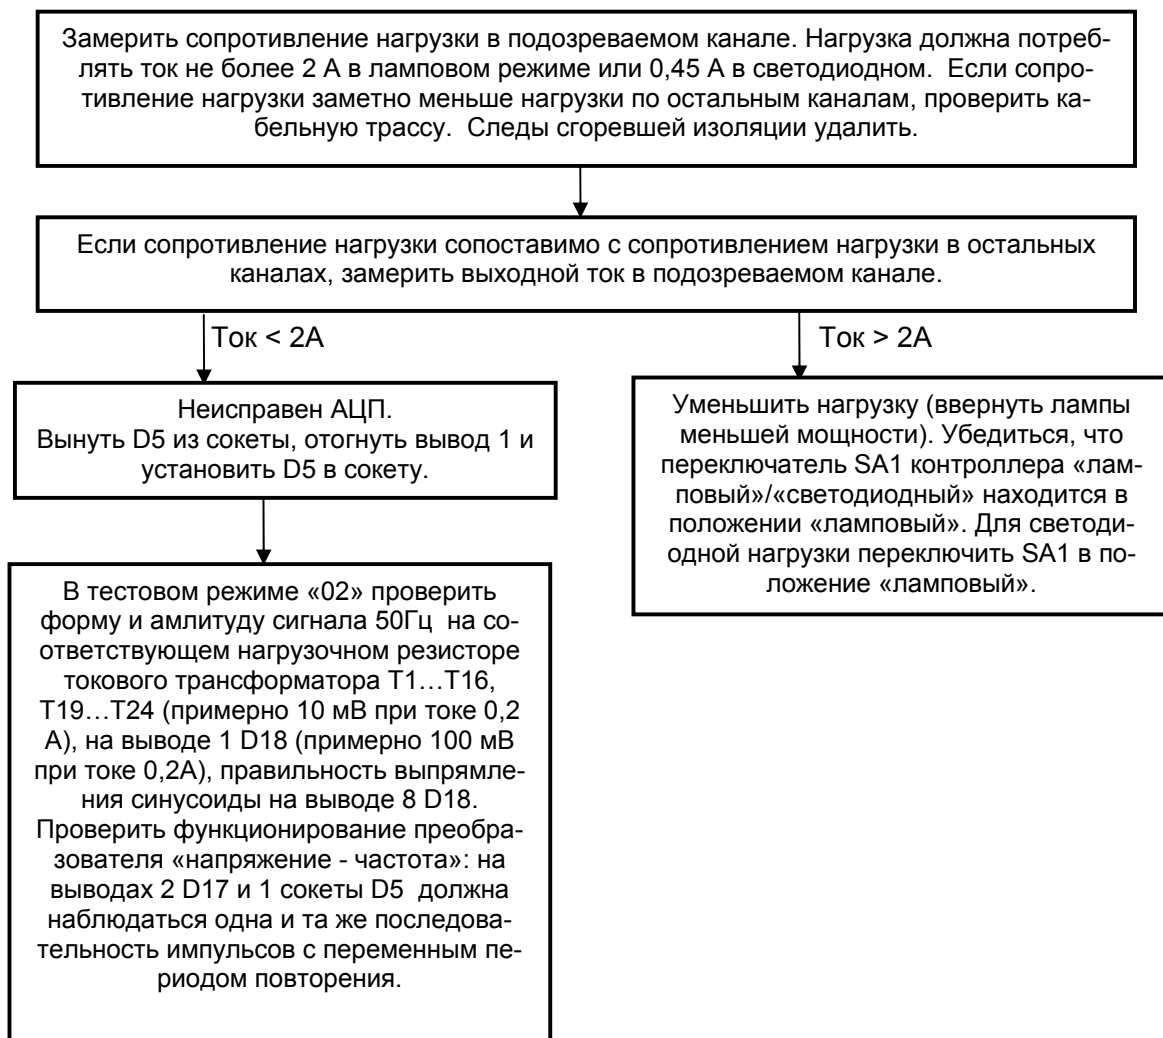 Замерить сопротивление нагрузки в подозреваемом канале. Нагрузка должна потреб-
лять ток не более 2 А в ламповом режиме или 0,45 А в светодиодном. Если сопро-
тивление нагрузки заметно меньше нагрузки по остальным каналам, проверить ка-
бельную трассу. Следы сгоревшей изоляции удалить.
Если сопротивление нагрузки сопоставимо с сопротивлением нагрузки в остальных
каналах, замерить выходной ток в подозреваемом канале.
Ток < 2А
Ток > 2А
Неисправен АЦП.
Вынуть D5 из сокеты, отогнуть вывод 1 и
установить D5 в сокету.
Уменьшить нагрузку (ввернуть лампы
меньшей мощности). Убедиться, что
переключатель SA1 контроллера «лам-
повый»/«светодиодный» находится в
положении «ламповый». Для светоди-
одной нагрузки переключить SA1 в по-
ложение «ламповый».
В тестовом режиме «02» проверить
форму и амлитуду сигнала 50Гц на со-
ответствующем нагрузочном резисторе
токового трансформатора Т1…Т16,
Т19…Т24 (примерно 10 мВ при токе 0,2
А), на выводе 1 D18 (примерно 100 мВ
при токе 0,2А), правильность выпрямле-
ния синусоиды на выводе 8 D18.
Проверить функционирование преобра-
зователя «напряжение - частота»: на
выводах 2 D17 и 1 сокеты D5 должна
наблюдаться одна и та же последова-
тельность импульсов с переменным пе-
риодом повторения.